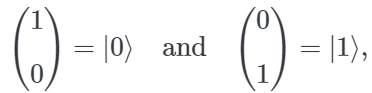 (1 0) = |0⟩ and (0 1) = |1⟩,